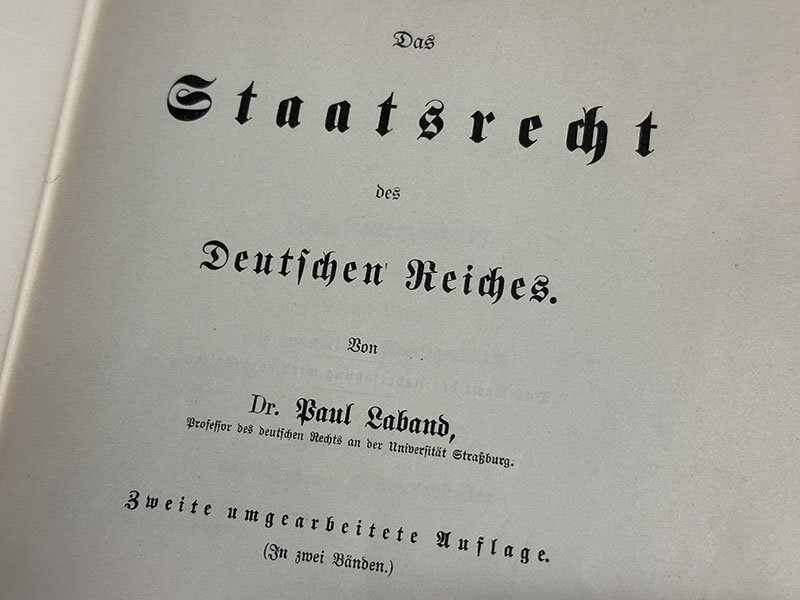 Das
Staatsrecht
des
Deutschen Reiches.
Von
Dr. Paul Laband,
Professor des deutschen Rechts an der Universität Straßburg.
Zweite umgearbeitete Auflage.
(In zwei Bänden.)